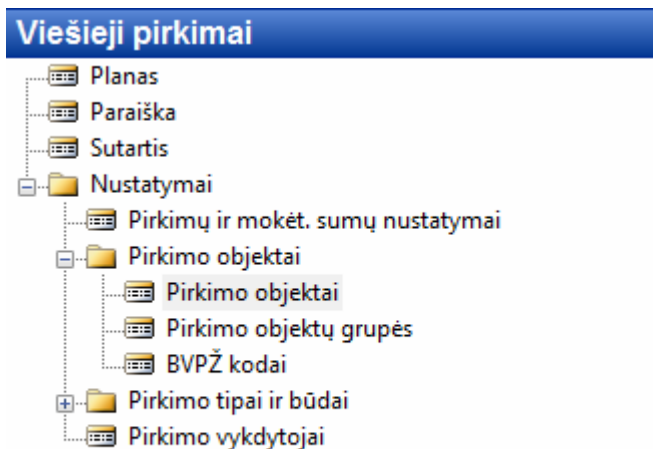 Viešieji pirkimai
Planas
Paraiška
Sutartis
Nustatymai
Pirkimų ir mokėt. sumų nustatymai
Pirkimo objektai
Pirkimo objektai
Pirkimo objektų grupės
BVPŽ kodai
Pirkimo tipai ir būdai
Pirkimo vykdytojai